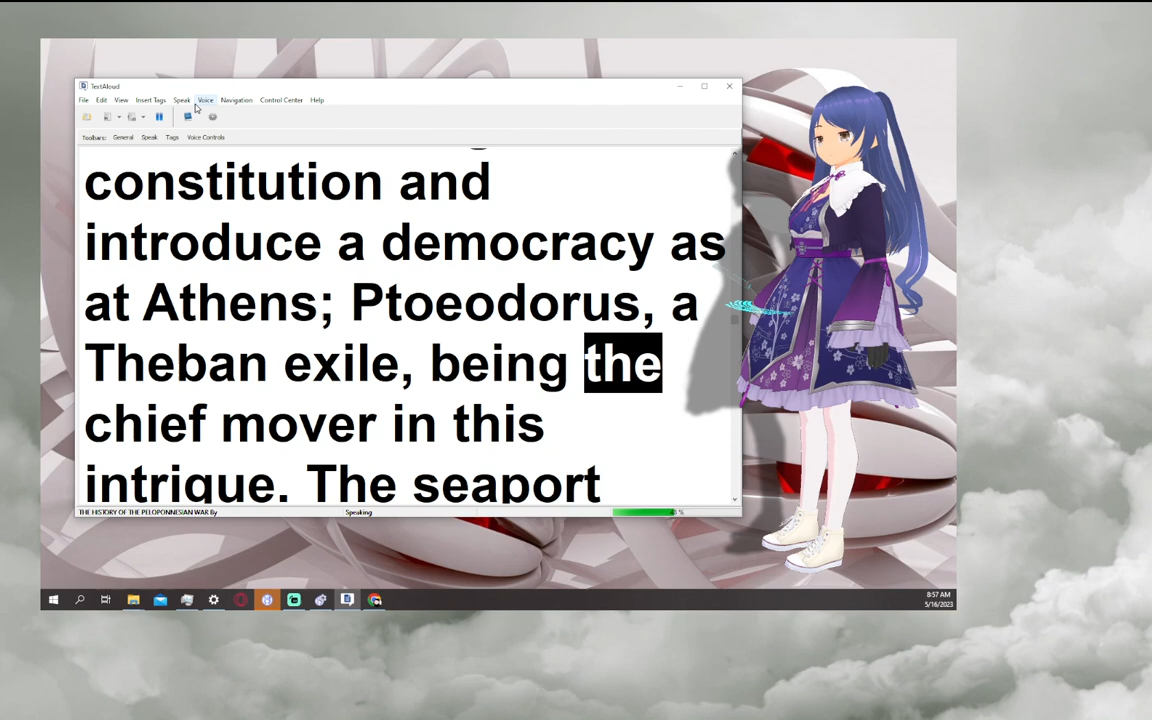 TextAloud
File Edit View Insert Tags Speak Voice Navigation Control Center Help
Toolbars: General Speak Tags Voice Controls
constitution and
introduce a democracy as
at Athens; Ptoeodorus, a
Theban exile, being the
chief mover in this
intrigue. The seaport
THE HISTORY OF THE PELOPONNESIAN WAR By Speaking
8:57 AM
5/16/2023